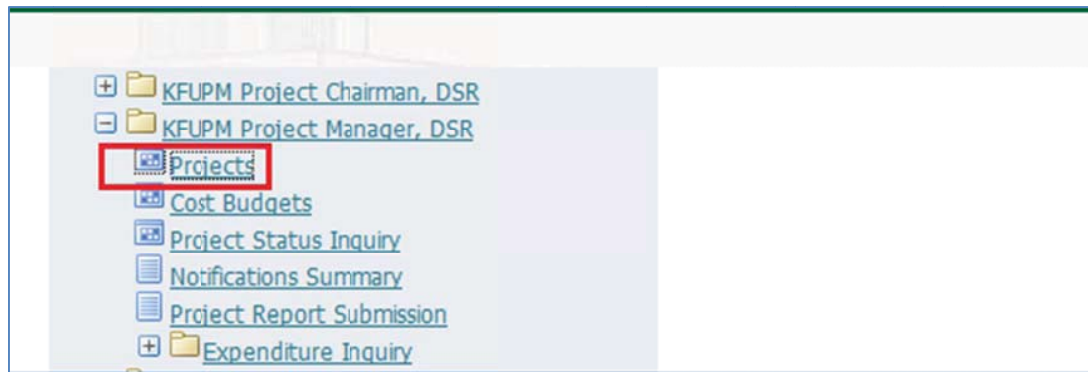 KFUPM Project Chairman, DSR
KFUPM Project Manager, DSR
Projects
Cost Budgets
Project Status Inquiry
Notifications Summary
Project Report Submission
Expenditure Inquiry